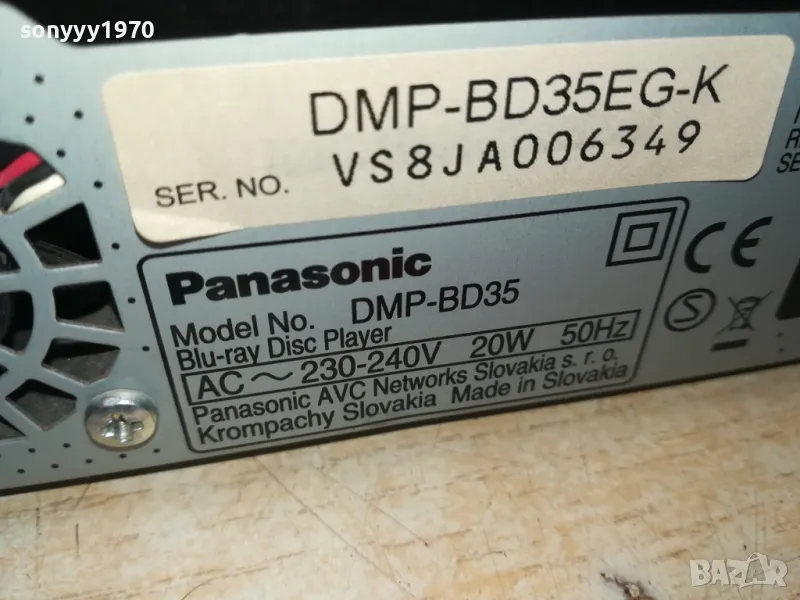 sonyyy1970
DMP-BD35EG-K
SER. NO. VS8JA006349
Panasonic
Model No. DMP-BD35
Blu-ray Disc Player
AC ~ 230-240V 20W 50Hz
Panasonic AVC Networks Slovakia s. r. o.
Krompachy Slovakia Made in Slovakia
CE
S
BAZAR